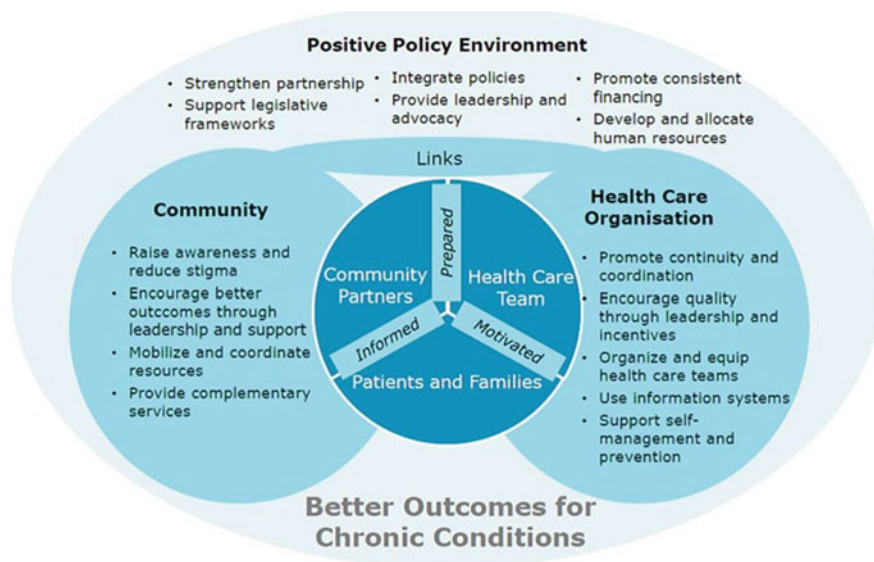 Positive Policy Environment
• Strengthen partnership
• Support legislative
frameworks
• Integrate policies
• Provide leadership and
advocacy
• Promote consistent
financing
• Develop and allocate
human resources
Links
Community
• Raise awareness and
reduce stigma
• Encourage better
outccomes through
leadership and support
• Mobilize and coordinate
resources
• Provide complementary
services
Community
Partners
Prepared
Health Care
Team
Informed
Motivated
Patients and Families
Health Care
Organisation
• Promote continuity and
coordination
• Encourage quality
through leadership and
incentives
• Organize and equip
health care teams
• Use information systems
• Support self-
management and
prevention
Better Outcomes for
Chronic Conditions